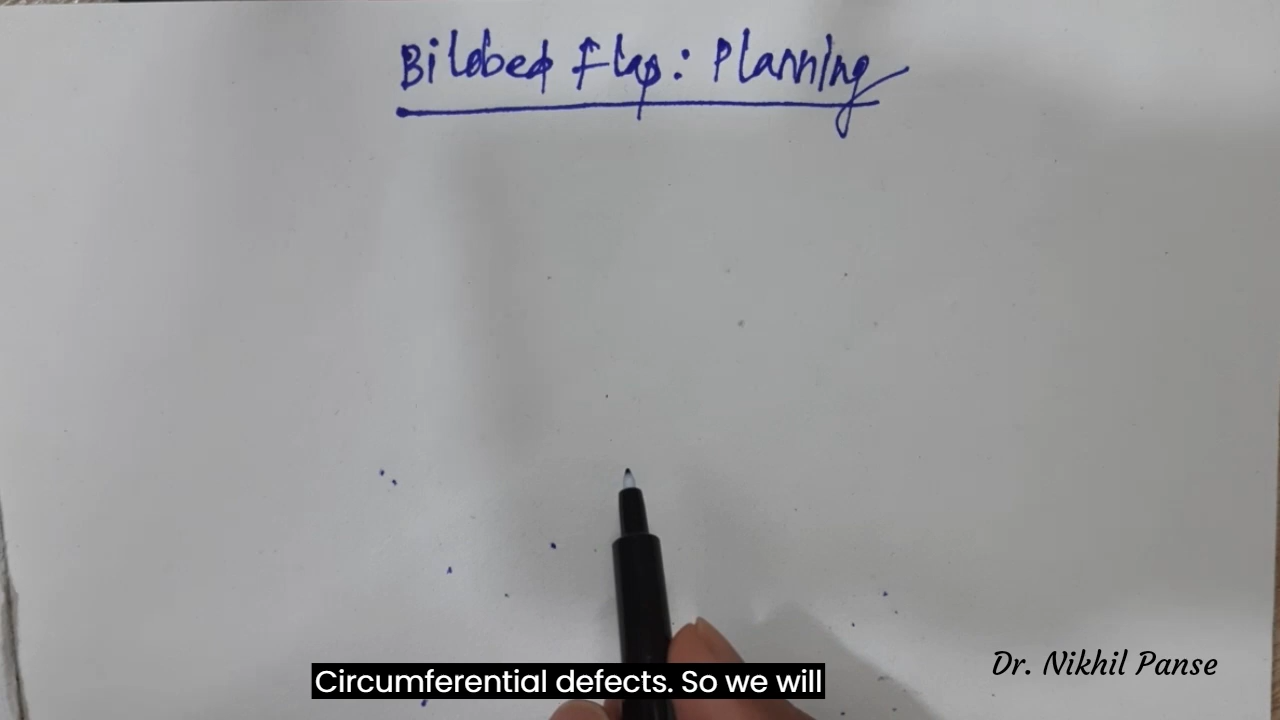 Bilobed Flap: Planning
Dr. Nikhil Panse
Circumferential defects. So we will